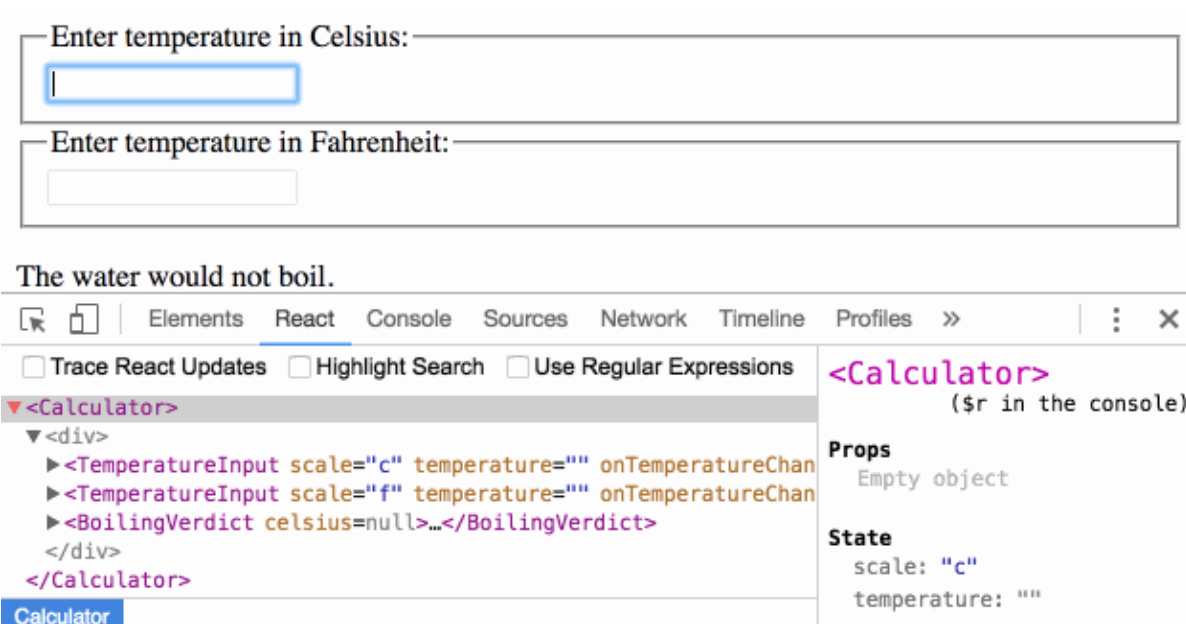 Enter temperature in Celsius:
Enter temperature in Fahrenheit:
The water would not boil.
Elements React Console Sources Network Timeline Profiles »
Trace React Updates Highlight Search Use Regular Expressions
<Calculator>
<div>
<TemperatureInput scale="c" temperature="" onTemperatureChan
<TemperatureInput scale="f" temperature="" onTemperatureChan
<BoilingVerdict celsius=null>…</BoilingVerdict>
</div>
</Calculator>
Calculator
<Calculator>
($r in the console)
Props
Empty object
State
scale: "c"
temperature: ""